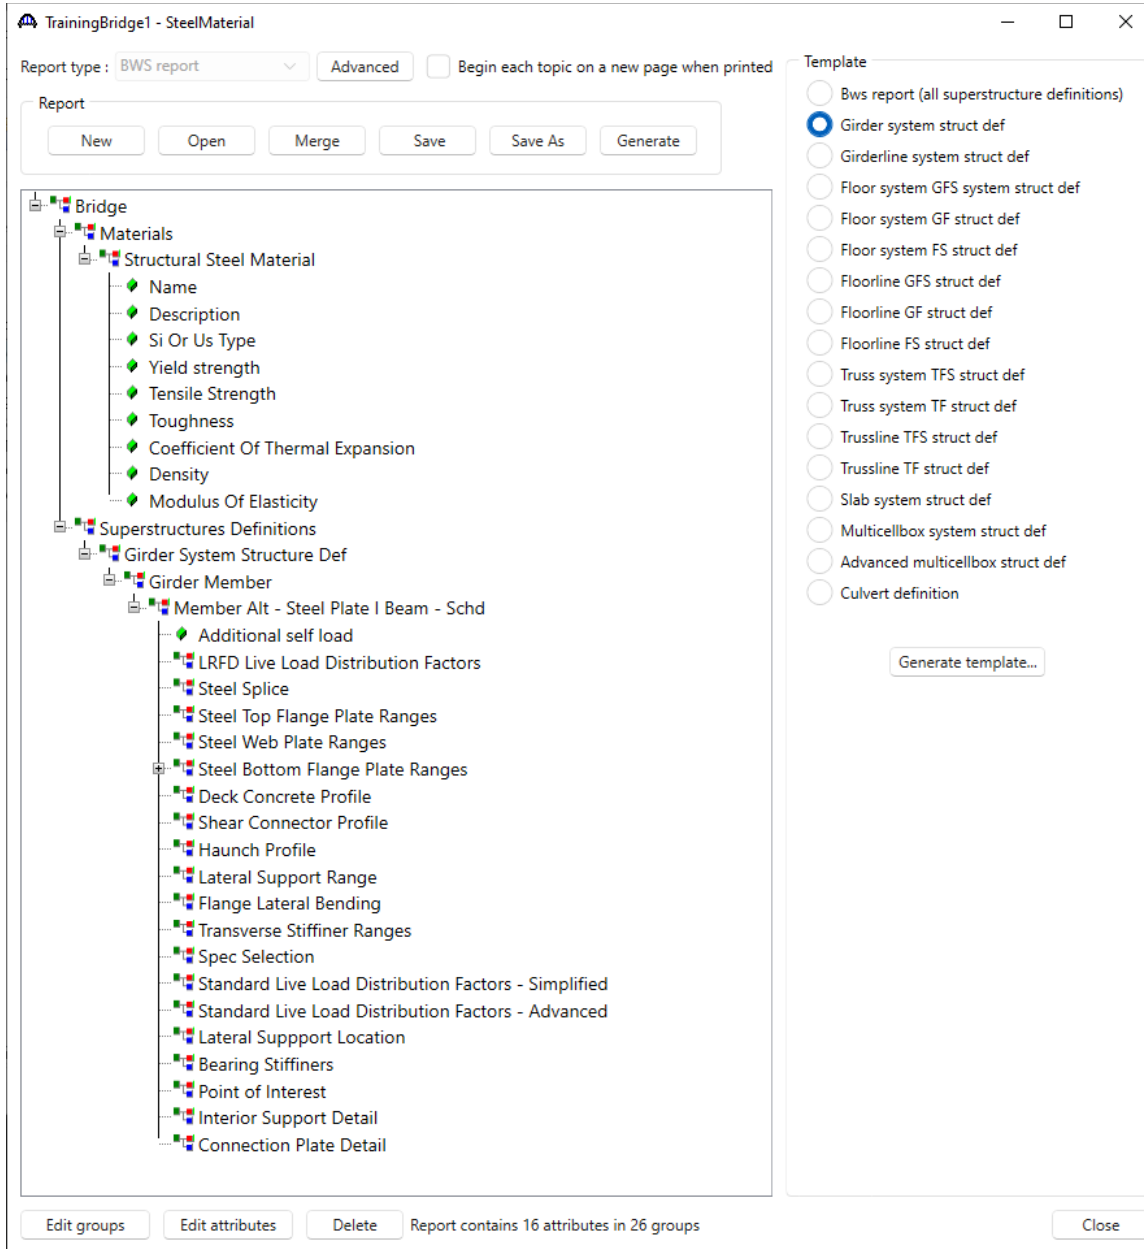 TrainingBridge1 - SteelMaterial
Report type : BWS report Advanced Begin each topic on a new page when printed
Report
New Open Merge Save Save As Generate
Bridge
Materials
Structural Steel Material
Name
Description
Si Or Us Type
Yield strength
Tensile Strength
Toughness
Coefficient Of Thermal Expansion
Density
Modulus Of Elasticity
Superstructures Definitions
Girder System Structure Def
Girder Member
Member Alt - Steel Plate I Beam - Schd
Additional self load
LRFD Live Load Distribution Factors
Steel Splice
Steel Top Flange Plate Ranges
Steel Web Plate Ranges
Steel Bottom Flange Plate Ranges
Deck Concrete Profile
Shear Connector Profile
Haunch Profile
Lateral Support Range
Flange Lateral Bending
Transverse Stiffiner Ranges
Spec Selection
Standard Live Load Distribution Factors - Simplified
Standard Live Load Distribution Factors - Advanced
Lateral Suppport Location
Bearing Stiffiners
Point of Interest
Interior Support Detail
Connection Plate Detail
Template
Bws report (all superstructure definitions)
Girder system struct def
Girderline system struct def
Floor system GFS system struct def
Floor system GF struct def
Floor system FS struct def
Floorline GFS struct def
Floorline GF struct def
Floorline FS struct def
Truss system TFS struct def
Truss system TF struct def
Trussline TFS struct def
Trussline TF struct def
Slab system struct def
Multicellbox system struct def
Advanced multicellbox struct def
Culvert definition
Generate template...
Edit groups Edit attributes Delete Report contains 16 attributes in 26 groups Close